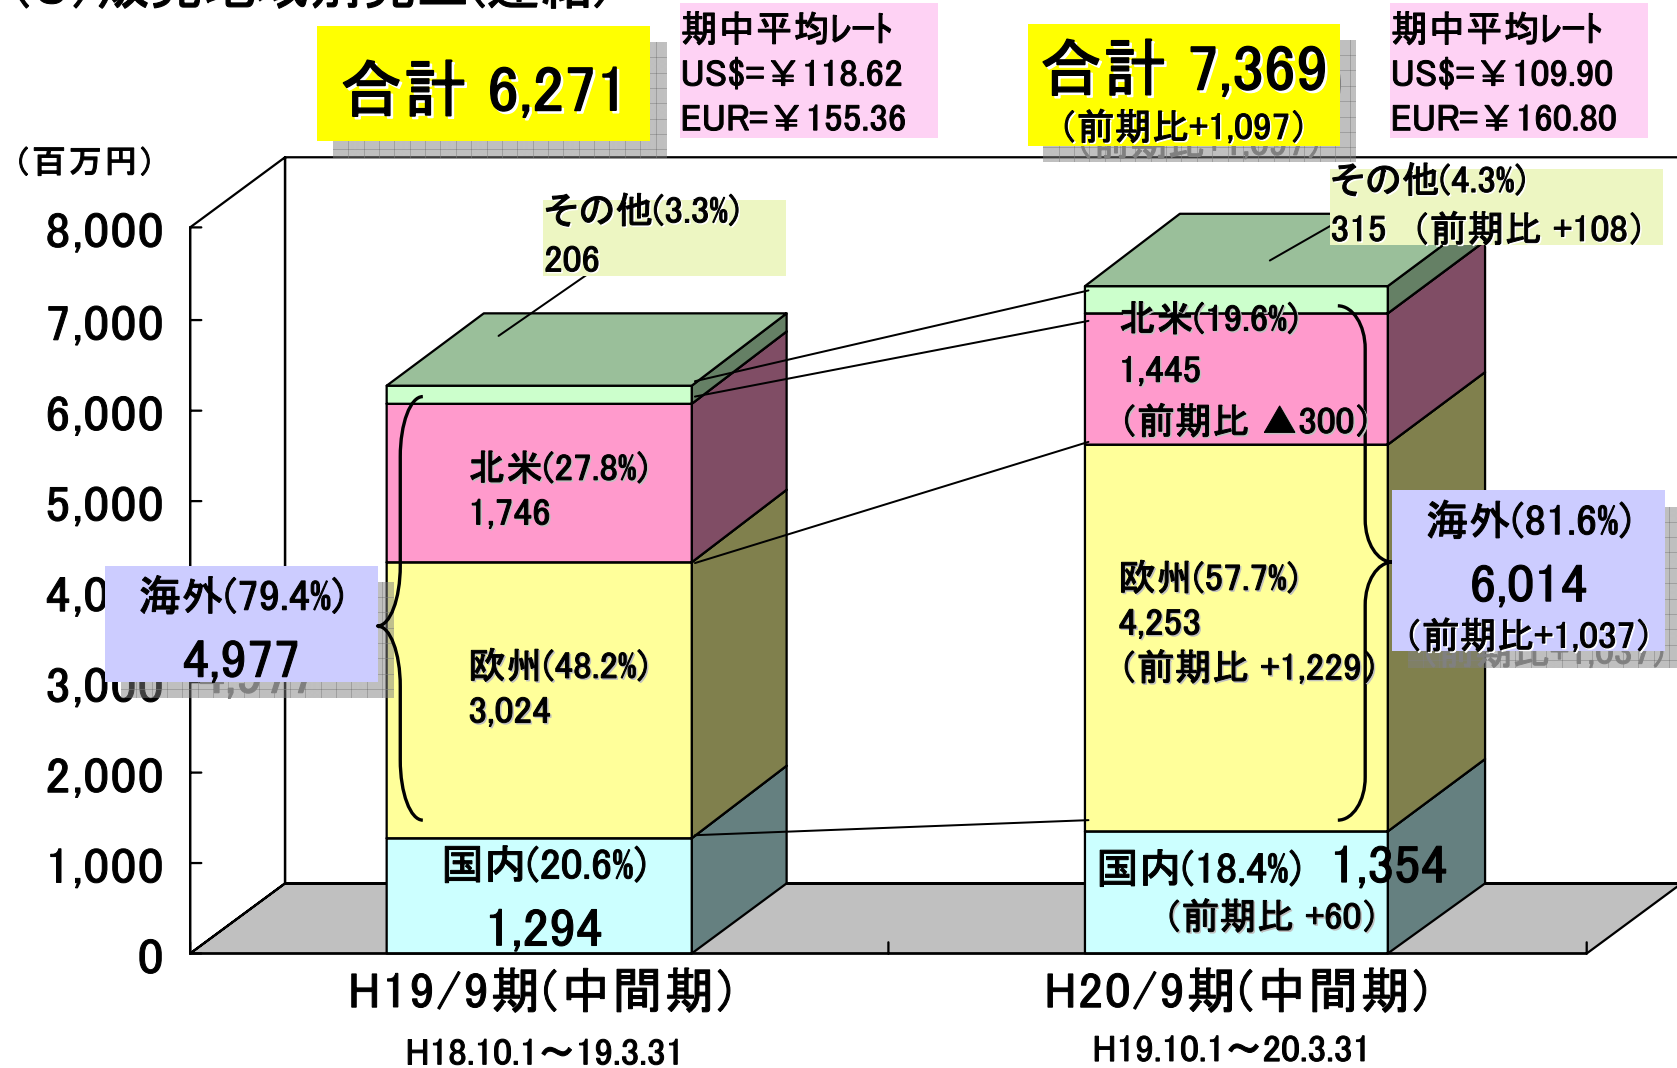 合計 6,271
期中平均レート
US$=￥118.62
EUR=￥155.36
合計 7,369
（前期比+1,097）
期中平均レート
US$=￥109.90
EUR=￥160.80
（百万円）
8,000
7,000
6,000
5,000
4,0
3,000
2,000
1,000
0
その他(3.3%)
206
北米(27.8%)
1,746
海外(79.4%)
4,977
欧州(48.2%)
3,024
国内(20.6%)
1,294
その他(4.3%)
315 （前期比 +108）
北米(19.6%)
1,445
（前期比 ▲300）
欧州(57.7%)
4,253
（前期比 +1,229）
海外(81.6%)
6,014
（前期比+1,037）
国内(18.4%) 1,354
（前期比 +60）
H19/9期(中間期)
H18.10.1～19.3.31
H20/9期(中間期)
H19.10.1～20.3.31